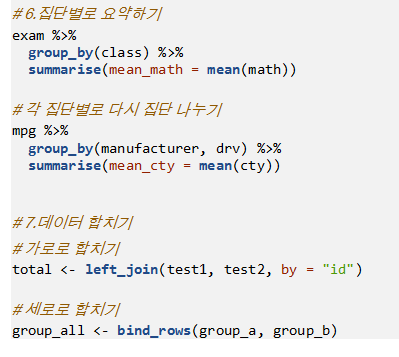 #6.집단별로 요약하기
exam %>%
  group_by(class) %>%
  summarise(mean_math = mean(math))
#각 집단별로 다시 집단 나누기
mpg %>%
  group_by(manufacturer, drv) %>%
  summarise(mean_cty = mean(cty))
#7.데이터 합치기
#가로로 합치기
total <- left_join(test1, test2, by = "id")
#세로로 합치기
group_all <- bind_rows(group_a, group_b)